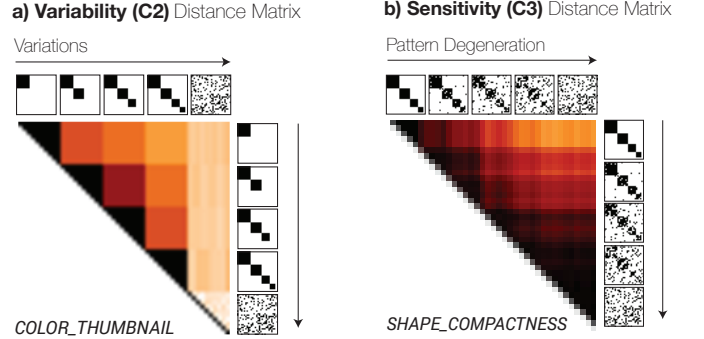 a) Variability (C2) Distance Matrix
Variations
COLOR_THUMBNAIL
b) Sensitivity (C3) Distance Matrix
Pattern Degeneration
SHAPE_COMPACTNESS